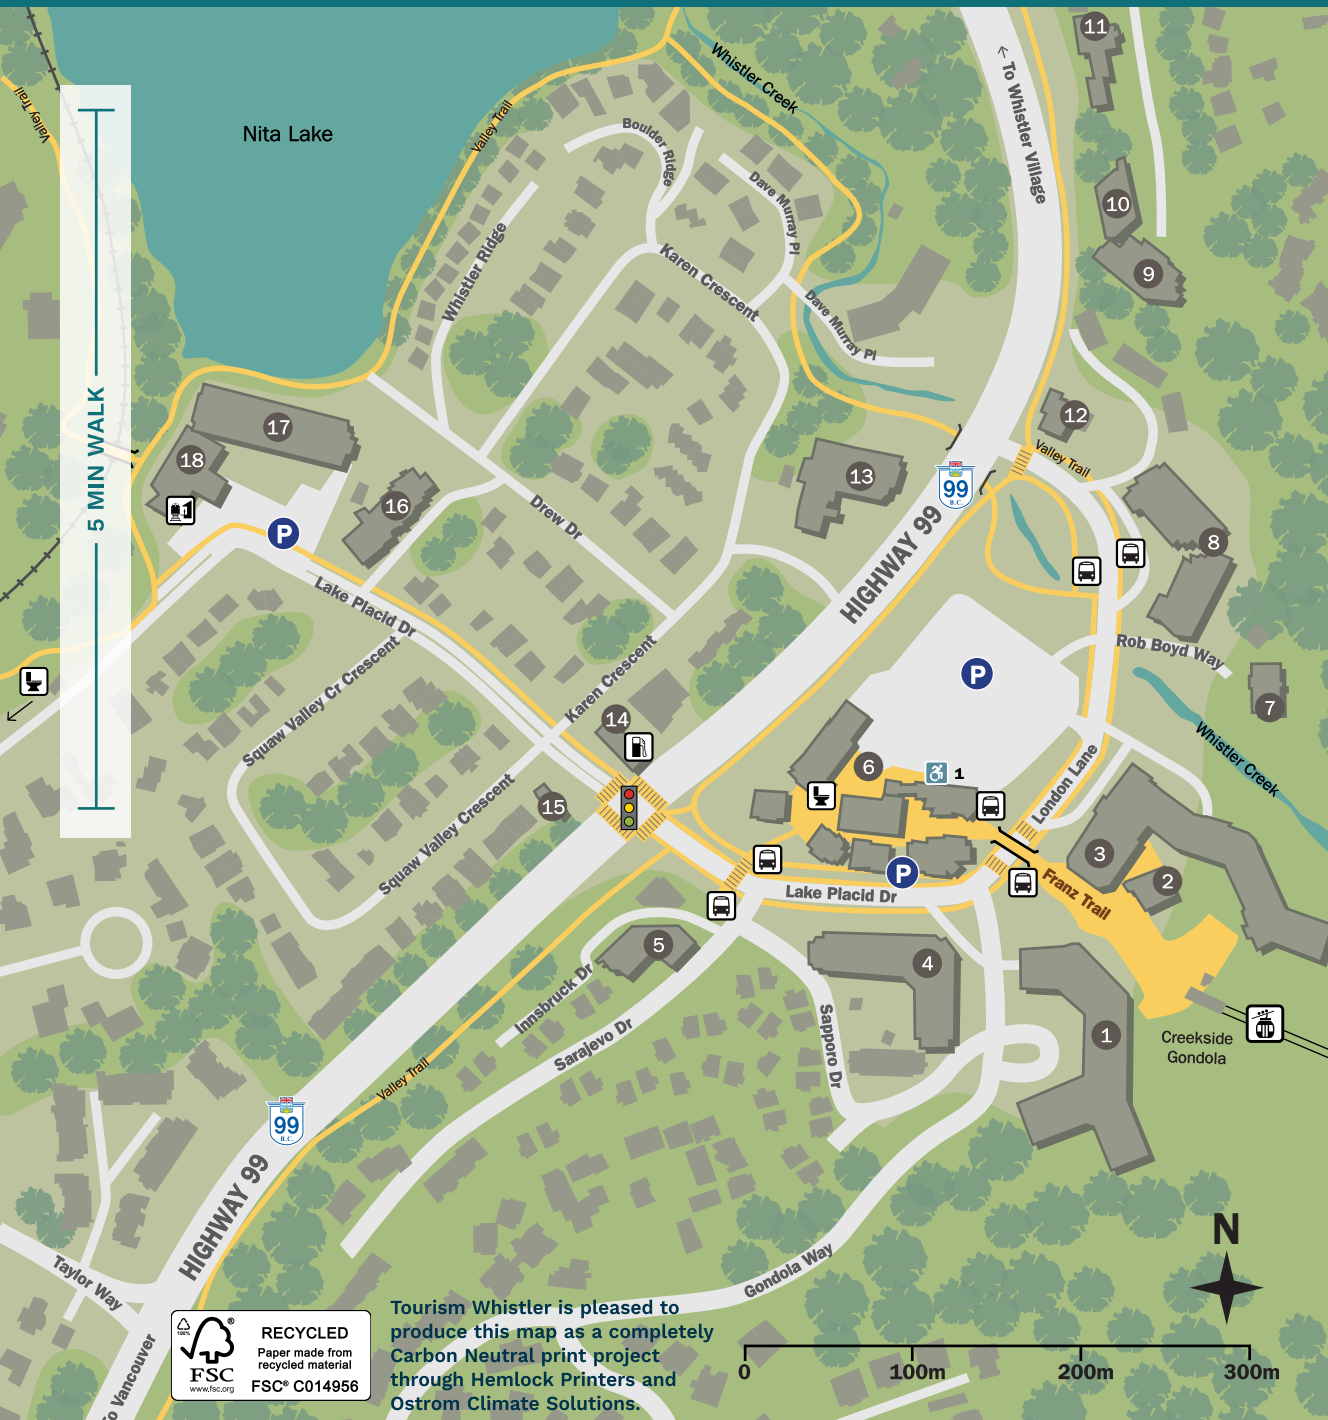 11
Whistler Creek
To Whistler Village
Valley Trail
Valley Trail
Nita Lake
Boulder Ridge
Dave Murray Pl
10
Whistler Ridge
Karen Crescent
9
Dave Murray Pl
5 MIN WALK
17
12
18
Valley Trail
13
99
B.C.
16
Drew Dr
P
HIGHWAY 99
8
Lake Placid Dr
Rob Boyd Way
P
Squaw Valley Cr Crescent
Karen Crescent
7
14
Whistler Creek
6
1
London Lane
15
Squaw Valley Crescent
3
P
2
Lake Placid Dr
Franz Trail
5
4
Innsbruck Dr
Sarajevo Dr
Sapporo Dr
1
Creekside
Gondola
Valley Trail
99
B.C.
HIGHWAY 99
N
Taylor Way
Gondola Way
To Vancouver
100%
®
FSC
www.fsc.org
RECYCLED
Paper made from
recycled material
FSC® C014956
Tourism Whistler is pleased to
produce this map as a completely
Carbon Neutral print project
through Hemlock Printers and
Ostrom Climate Solutions.
0 100m 200m 300m